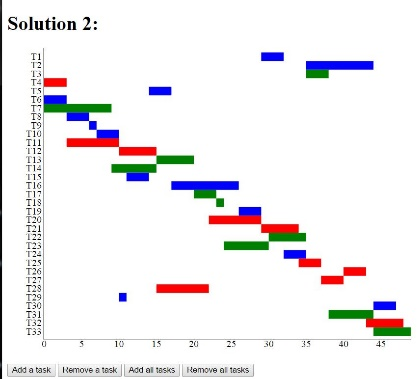 Solution 2:
T1
T2
T3
T4
T5
T6
T7
T8
T9
T10
T11
T12
T13
T14
T15
T16
T17
T18
T19
T20
T21
T22
T23
T24
T25
T26
T27
T28
T29
T30
T31
T32
T33
0 5 10 15 20 25 30 35 40 45
Add a task Remove a task Add all tasks Remove all tasks